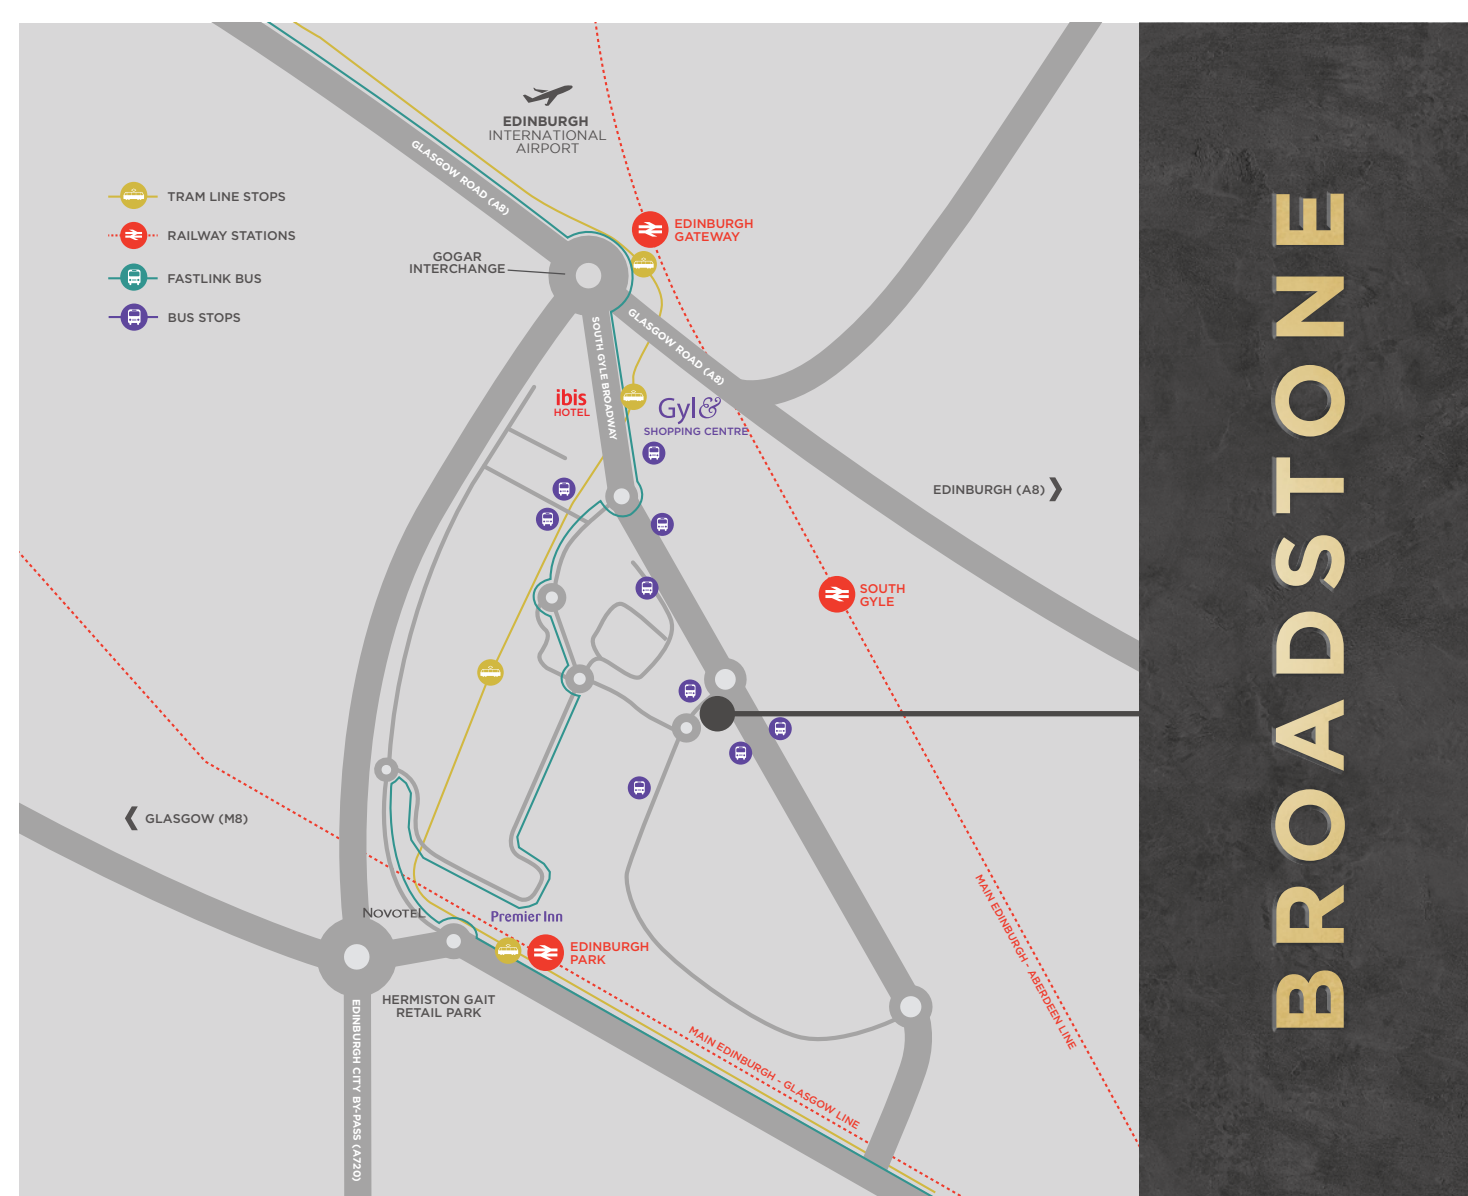 EDINBURGH
INTERNATIONAL
AIRPORT
GLASGOW ROAD (A8)
TRAM LINE STOPS
RAILWAY STATIONS
FASTLINK BUS
BUS STOPS
EDINBURGH
GATEWAY
GOGAR
INTERCHANGE
SOUTH GYLE BROADWAY
GLASGOW ROAD (A8)
ibis
HOTEL
Gyle
SHOPPING CENTRE
EDINBURGH (A8)
SOUTH
GYLE
GLASGOW (M8)
NOVOTEL
Premier Inn
EDINBURGH
PARK
HERMISTON GAIT
RETAIL PARK
EDINBURGH CITY BY-PASS (A720)
MAIN EDINBURGH - GLASGOW LINE
MAIN EDINBURGH - ABERDEEN LINE
BROADSTONE